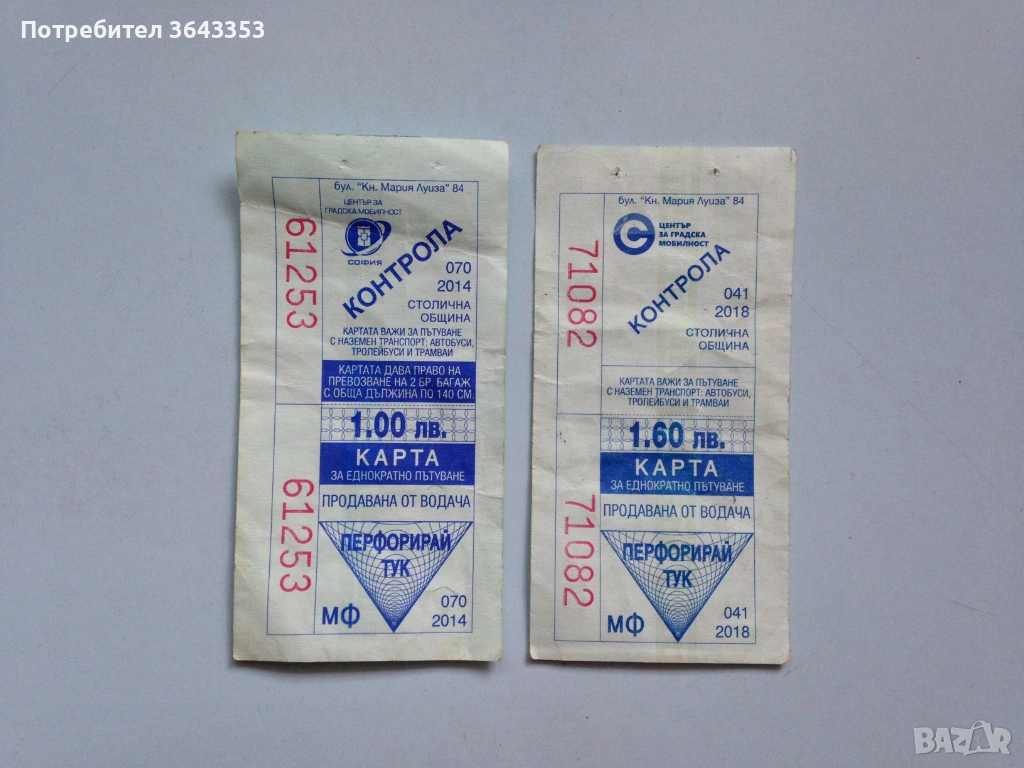 Потребител 3643353
бул. "Кн. Мария Луиза" 84
ЦЕНТЪР ЗА
ГРАДСКА МОБИЛНОСТ
СОФИЯ
КОНТРОЛА
61253
070
2014
СТОЛИЧНА
ОБЩИНА
КАРТАТА ВАЖИ ЗА ПЪТУВАНЕ
С НАЗЕМЕН ТРАНСПОРТ: АВТОБУСИ,
ТРОЛЕЙБУСИ И ТРАМВАИ
КАРТАТА ДАВА ПРАВО НА
ПРЕВОЗВАНЕ НА 2 БР. БАГАЖ
С ОБЩА ДЪЛЖИНА ПО 140 СМ.
1.00 лв.
КАРТА
ЗА ЕДНОКРАТНО ПЪТУВАНЕ
61253
ПРОДАВАНА ОТ ВОДАЧА
ПЕРФОРИРАЙ
ТУК
МФ
070
2014
бул. "Кн. Мария Луиза" 84
ЦЕНТЪР
ЗА ГРАДСКА
МОБИЛНОСТ
КОНТРОЛА
71082
041
2018
СТОЛИЧНА
ОБЩИНА
КАРТАТА ВАЖИ ЗА ПЪТУВАНЕ
С НАЗЕМЕН ТРАНСПОРТ: АВТОБУСИ,
ТРОЛЕЙБУСИ И ТРАМВАИ
1.60 лв.
КАРТА
ЗА ЕДНОКРАТНО ПЪТУВАНЕ
71082
ПРОДАВАНА ОТ ВОДАЧА
ПЕРФОРИРАЙ
ТУК
МФ
041
2018
BAZAR